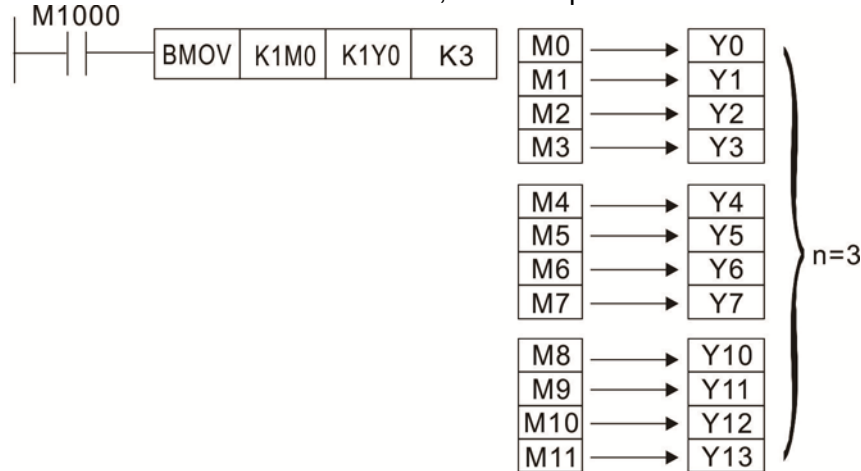 M1000
BMOV K1M0 K1Y0 K3
M0 Y0
M1 Y1
M2 Y2
M3 Y3
M4 Y4
M5 Y5
M6 Y6
M7 Y7
n=3
M8 Y10
M9 Y11
M10 Y12
M11 Y13